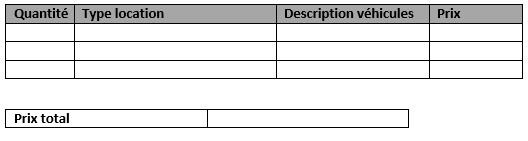 Quantité Type location Description véhicules Prix
Prix total